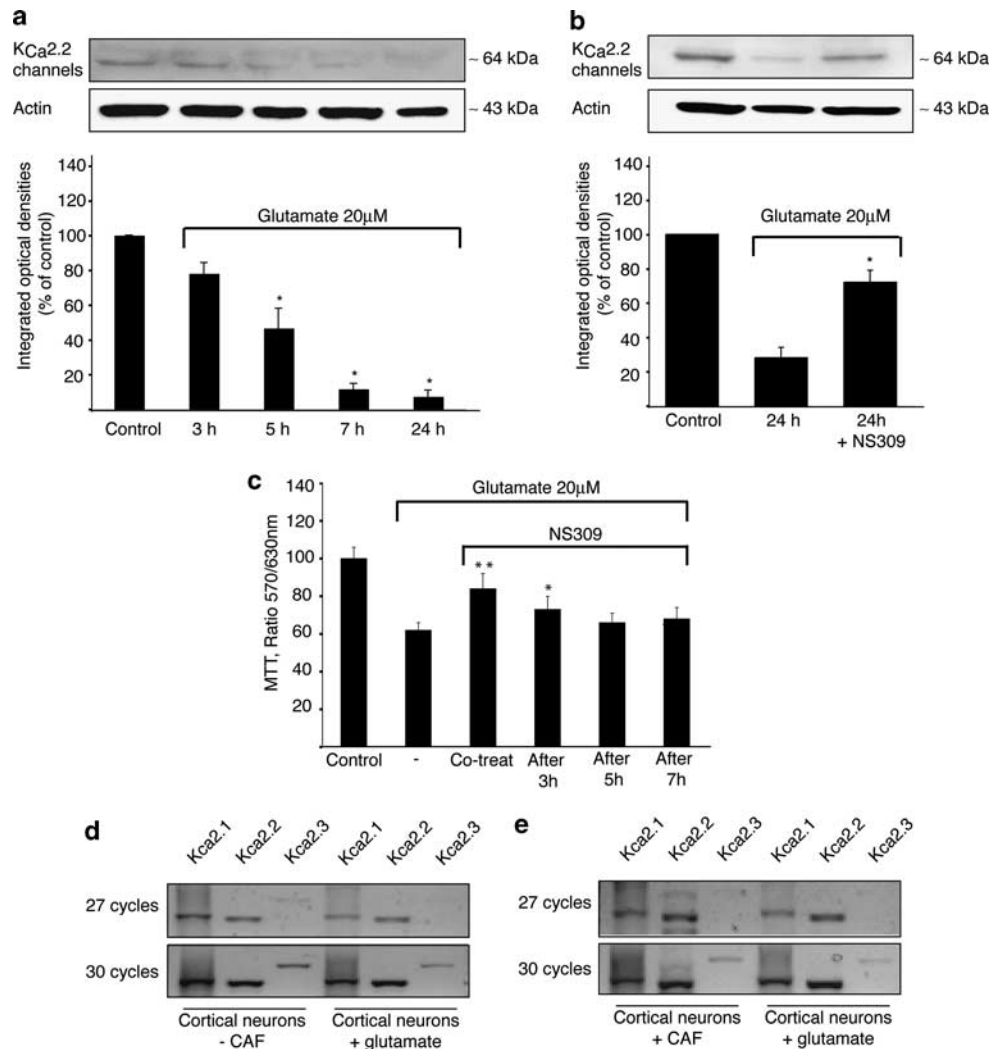 a
KCa2.2 channels
~ 64 kDa
Actin
~ 43 kDa
Integrated optical densities
(% of control)
140
120
100
80
60
40
20
Glutamate 20μM
*
*
*
Control 3 h 5 h 7 h 24 h
b
KCa2.2 channels
~ 64 kDa
Actin
~ 43 kDa
Integrated optical densities
(% of control)
140
120
100
80
60
40
20
Glutamate 20μM
*
Control 24 h 24h
+ NS309
c
MTT, Ratio 570/630nm
140
120
100
80
60
40
20
Glutamate 20μM
NS309
**
*
Control - Co-treat After 3h After 5h After 7h
d
Kca2.1 Kca2.2 Kca2.3 Kca2.1 Kca2.2 Kca2.3
27 cycles
30 cycles
Cortical neurons - CAF
Cortical neurons + glutamate
e
Kca2.1 Kca2.2 Kca2.3 Kca2.1 Kca2.2 Kca2.3
27 cycles
30 cycles
Cortical neurons + CAF
Cortical neurons + glutamate